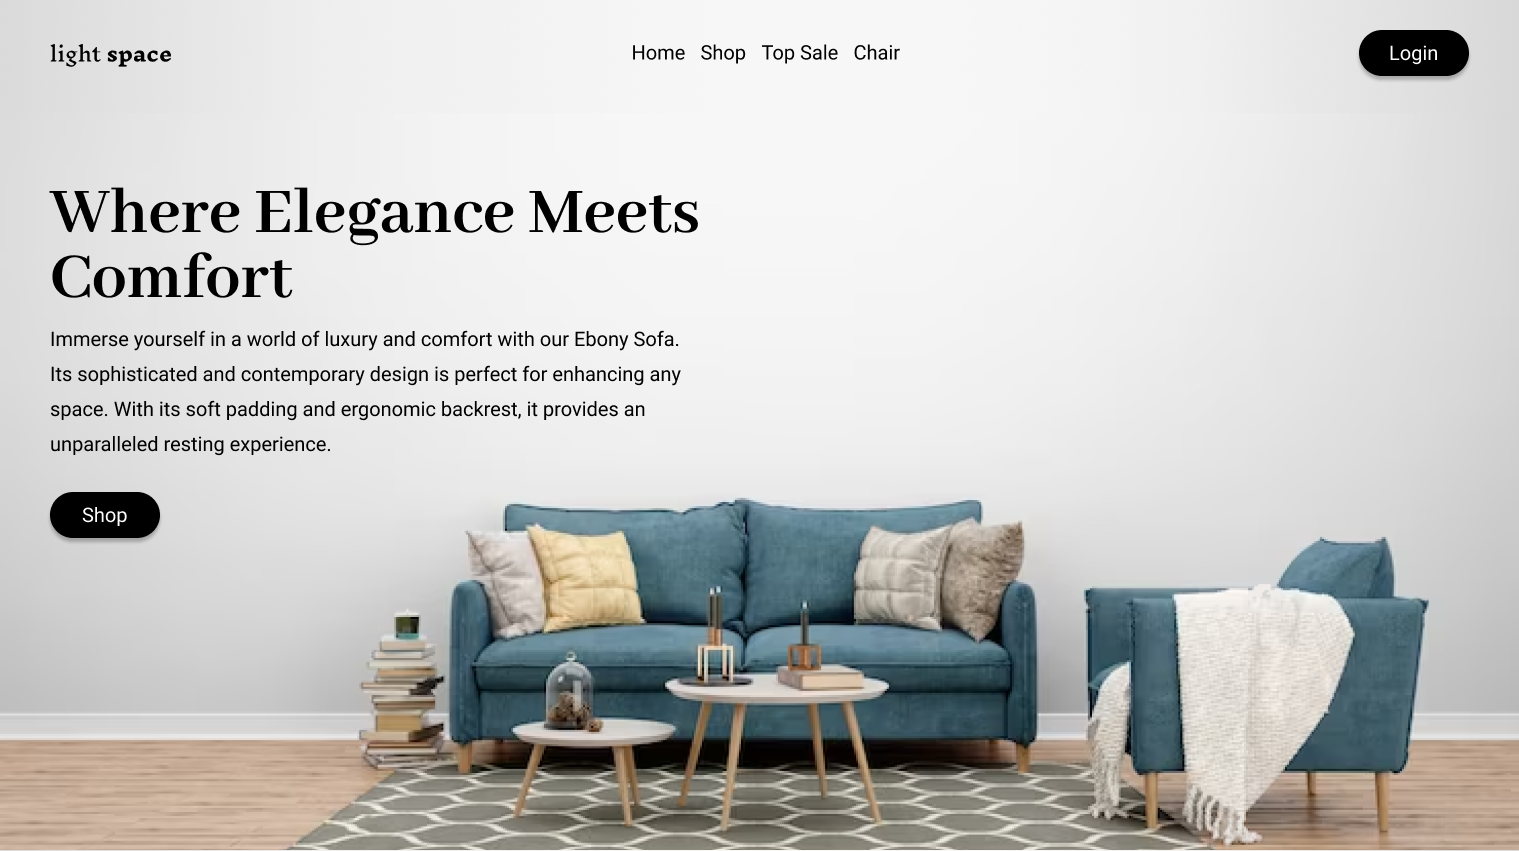 light space
Home Shop Top Sale Chair
Login
Where Elegance Meets
Comfort
Immerse yourself in a world of luxury and comfort with our Ebony Sofa.
Its sophisticated and contemporary design is perfect for enhancing any
space. With its soft padding and ergonomic backrest, it provides an
unparalleled resting experience.
Shop